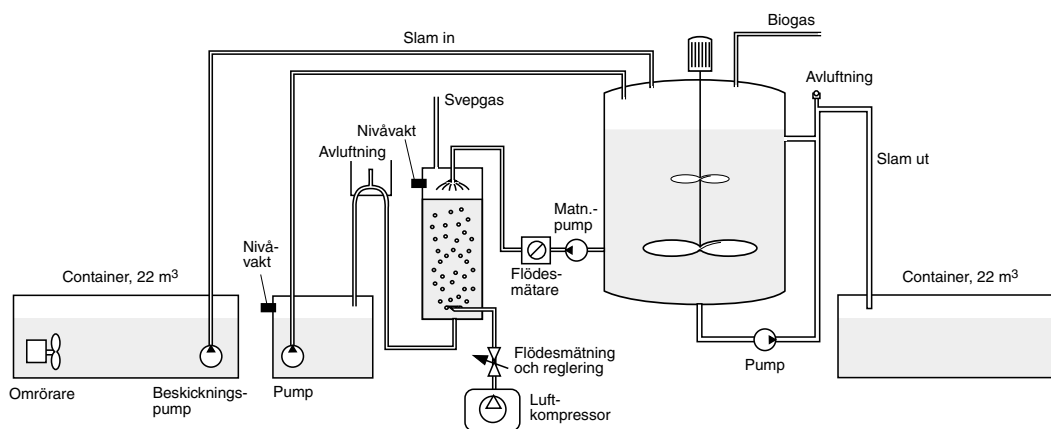 Biogas
Slam in
Avluftning
Svepgas
Nivåvakt
Avluftning
Slam ut
Matn.-
pump
Nivå-
vakt
Flödes-
mätare
Container, 22 m³
Container, 22 m³
Flödesmätning
och reglering
Pump
Omrörare
Beskicknings-
pump
Pump
Luft-
kompressor